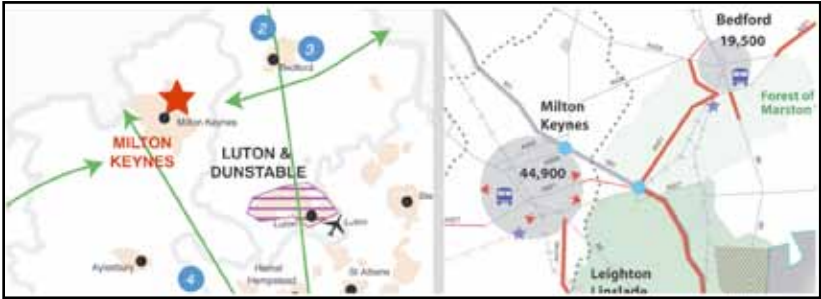 2
3
Bedford
Milton Keynes
MILTON
KEYNES
LUTON &
DUNSTABLE
Luton
Luton
Aylesbury
4
Hemel
Hempstead
St Albans
Bedford
19,500
Forest of
Marston
Milton
Keynes
44,900
Leighton
Linslade